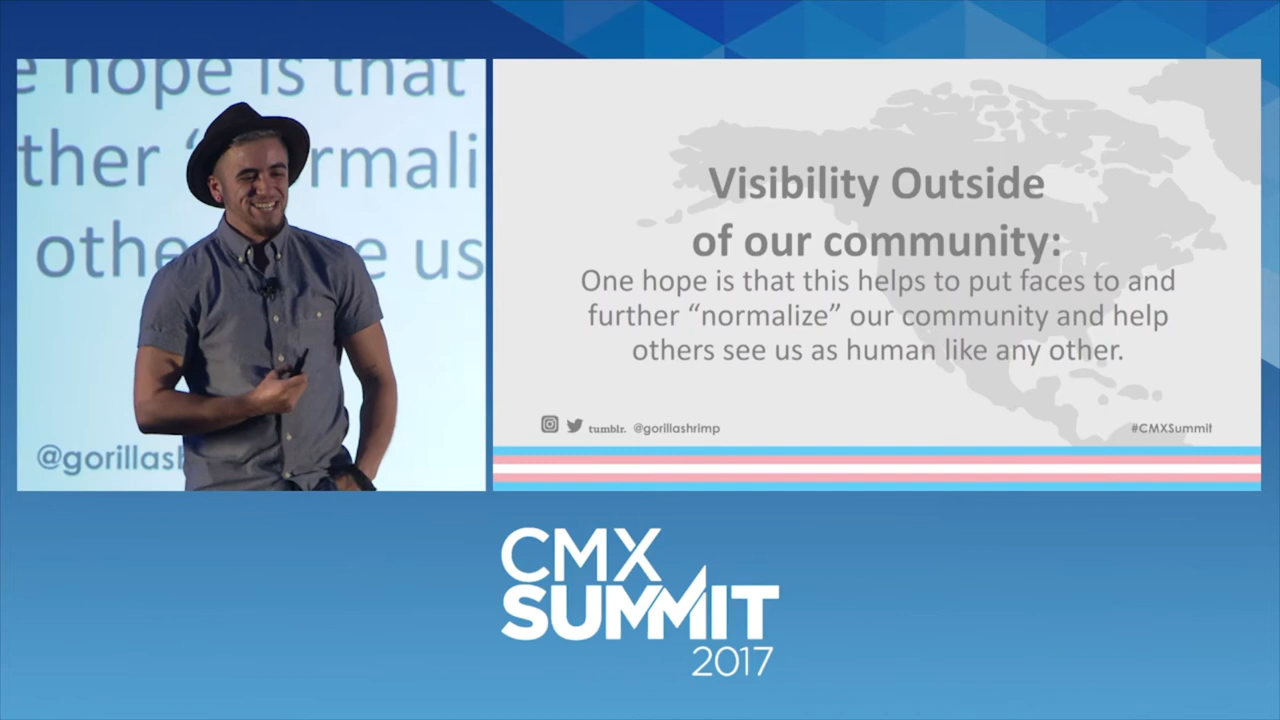 e hope is that
ther "  rmali
othe  e us
@gorillash
Visibility Outside
of our community:
One hope is that this helps to put faces to and
further “normalize” our community and help
others see us as human like any other.
tumblr. @gorillashrimp
#CMXSummit
CMX
SUMMIT
2017